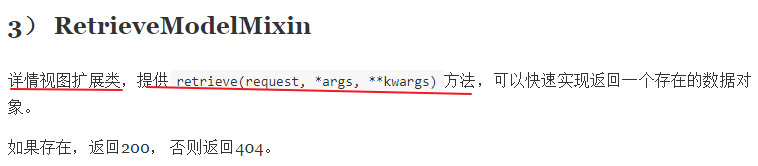 3） RetrieveModelMixin
详情视图扩展类，提供 retrieve(request, *args, **kwargs) 方法，可以快速实现返回一个存在的数据对
象。
如果存在，返回200， 否则返回404。